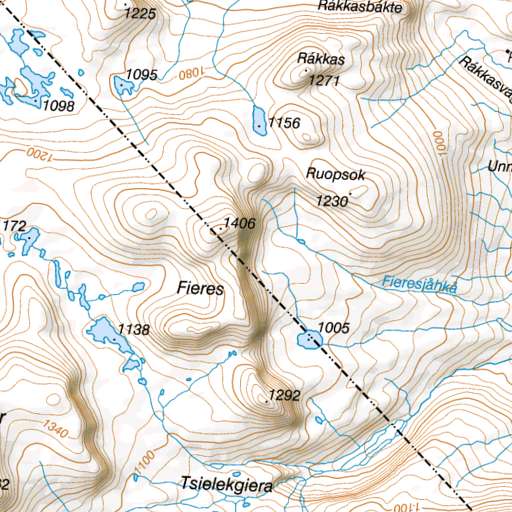 Rákkasbákte
1225
Rákkas
1271
1095
1080
1098
Rákkasvag
1156
1000
1200
Ruopsok
Unn
1230
1406
172
Fieres
Fieresjåhkå
1138
1005
1292
1340
1100
Tsielekgiera
1100